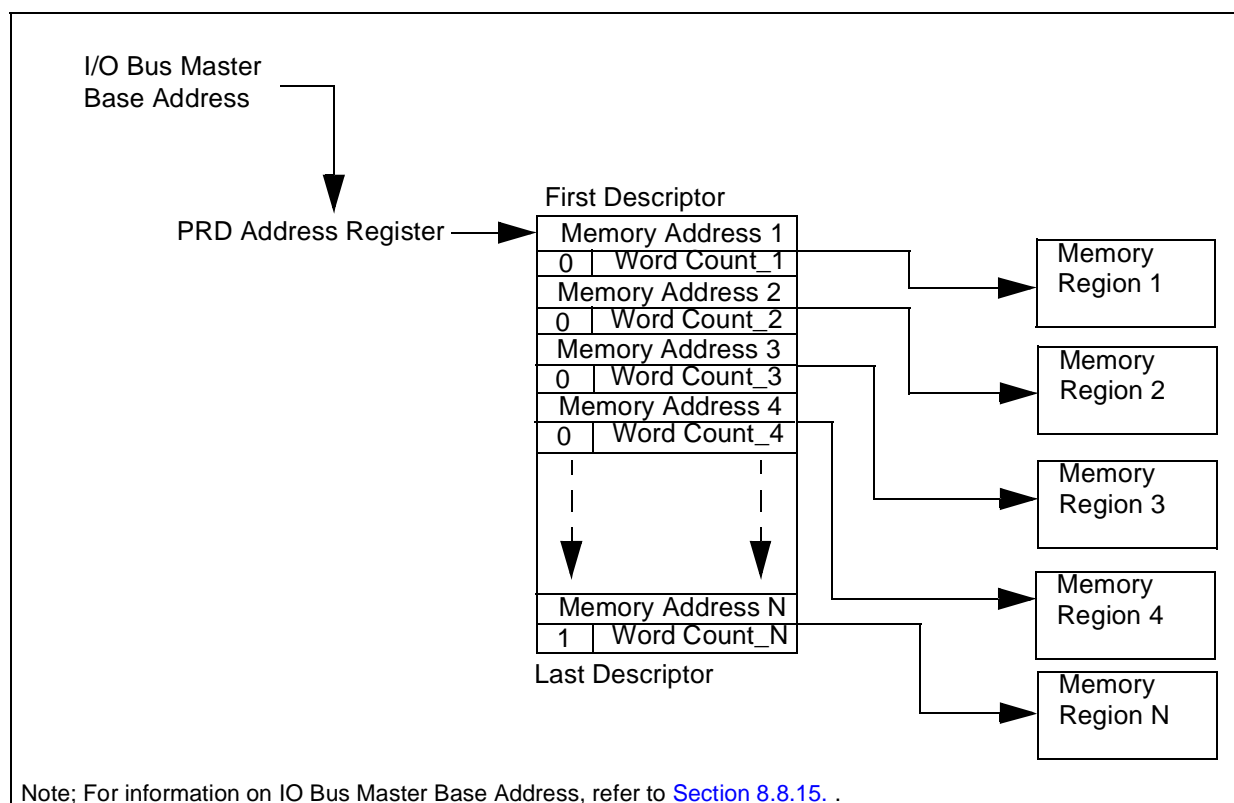 I/O Bus Master
Base Address
PRD Address Register
First Descriptor
Memory Address 1
0 Word Count_1
Memory Address 2
0 Word Count_2
Memory Address 3
0 Word Count_3
Memory Address 4
0 Word Count_4
Memory Address N
1 Word Count_N
Last Descriptor
Memory
Region 1
Memory
Region 2
Memory
Region 3
Memory
Region 4
Memory
Region N
Note; For information on IO Bus Master Base Address, refer to Section 8.8.15. .